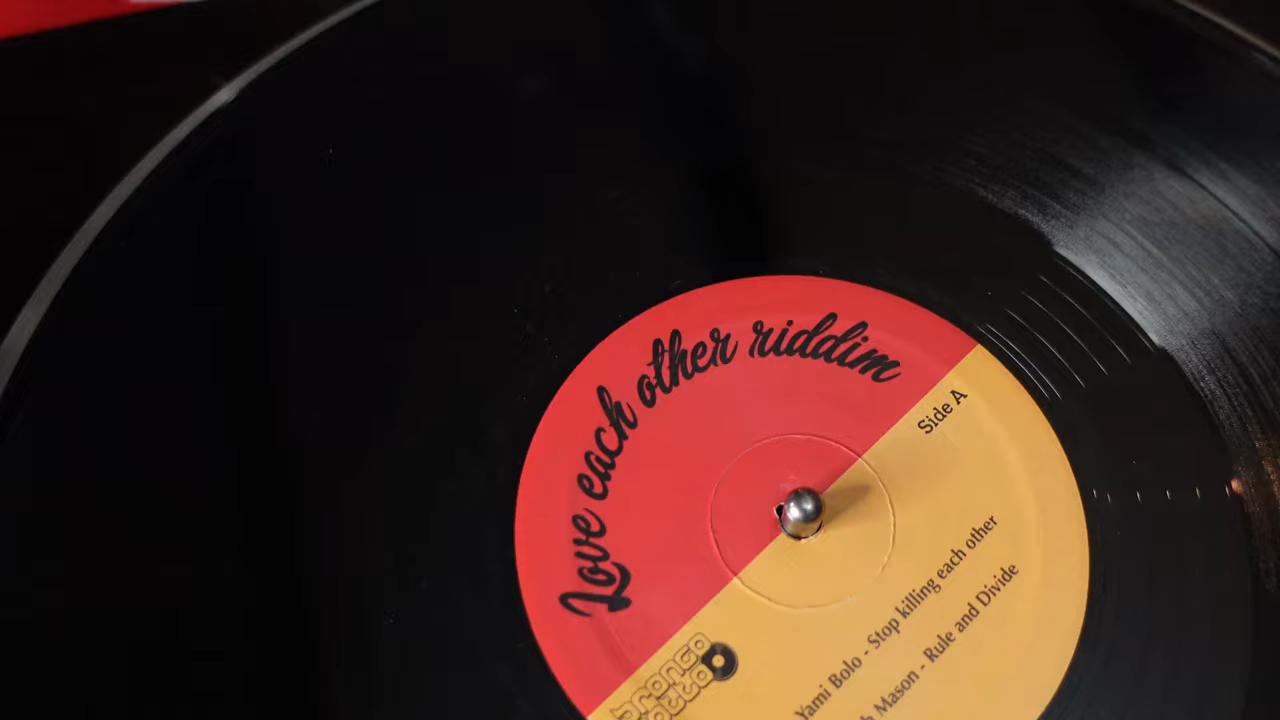 Love each other riddim
Side A
Yami Bolo - Stop killing each other
Mason - Rule and Divide